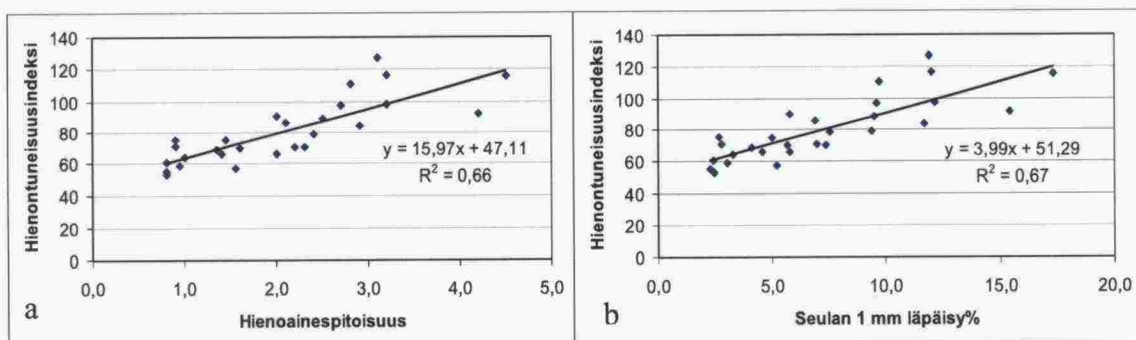 Hienontuneisuusindeksi
140
120
100
80
60
40
20
0
y = 15,97x + 47,11
R² = 0,66
0,0 1,0 2,0 3,0 4,0 5,0
Hienoainespitoisuus
a
Hienontuneisuusindeksi
140
120
100
80
60
40
20
0
y = 3,99x + 51,29
R² = 0,67
0,0 5,0 10,0 15,0 20,0
Seulan 1 mm läpäisy%
b